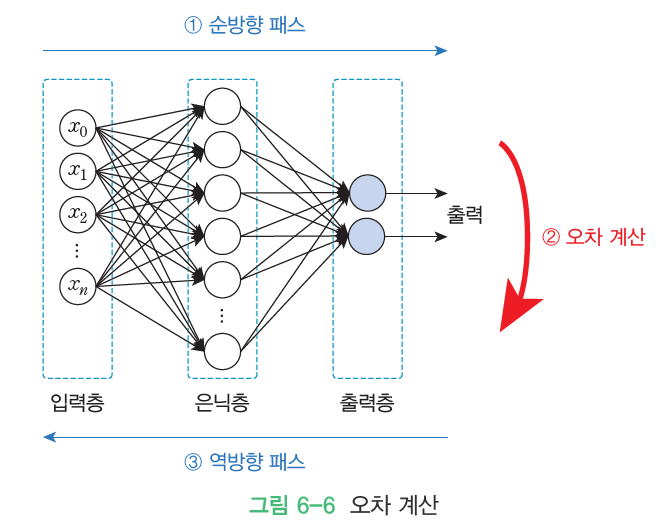 ① 순방향 패스
x0
x1
x2
⋮
xn
⋮
출력
② 오차 계산
입력층
은닉층
출력층
③ 역방향 패스
그림 6-6 오차 계산